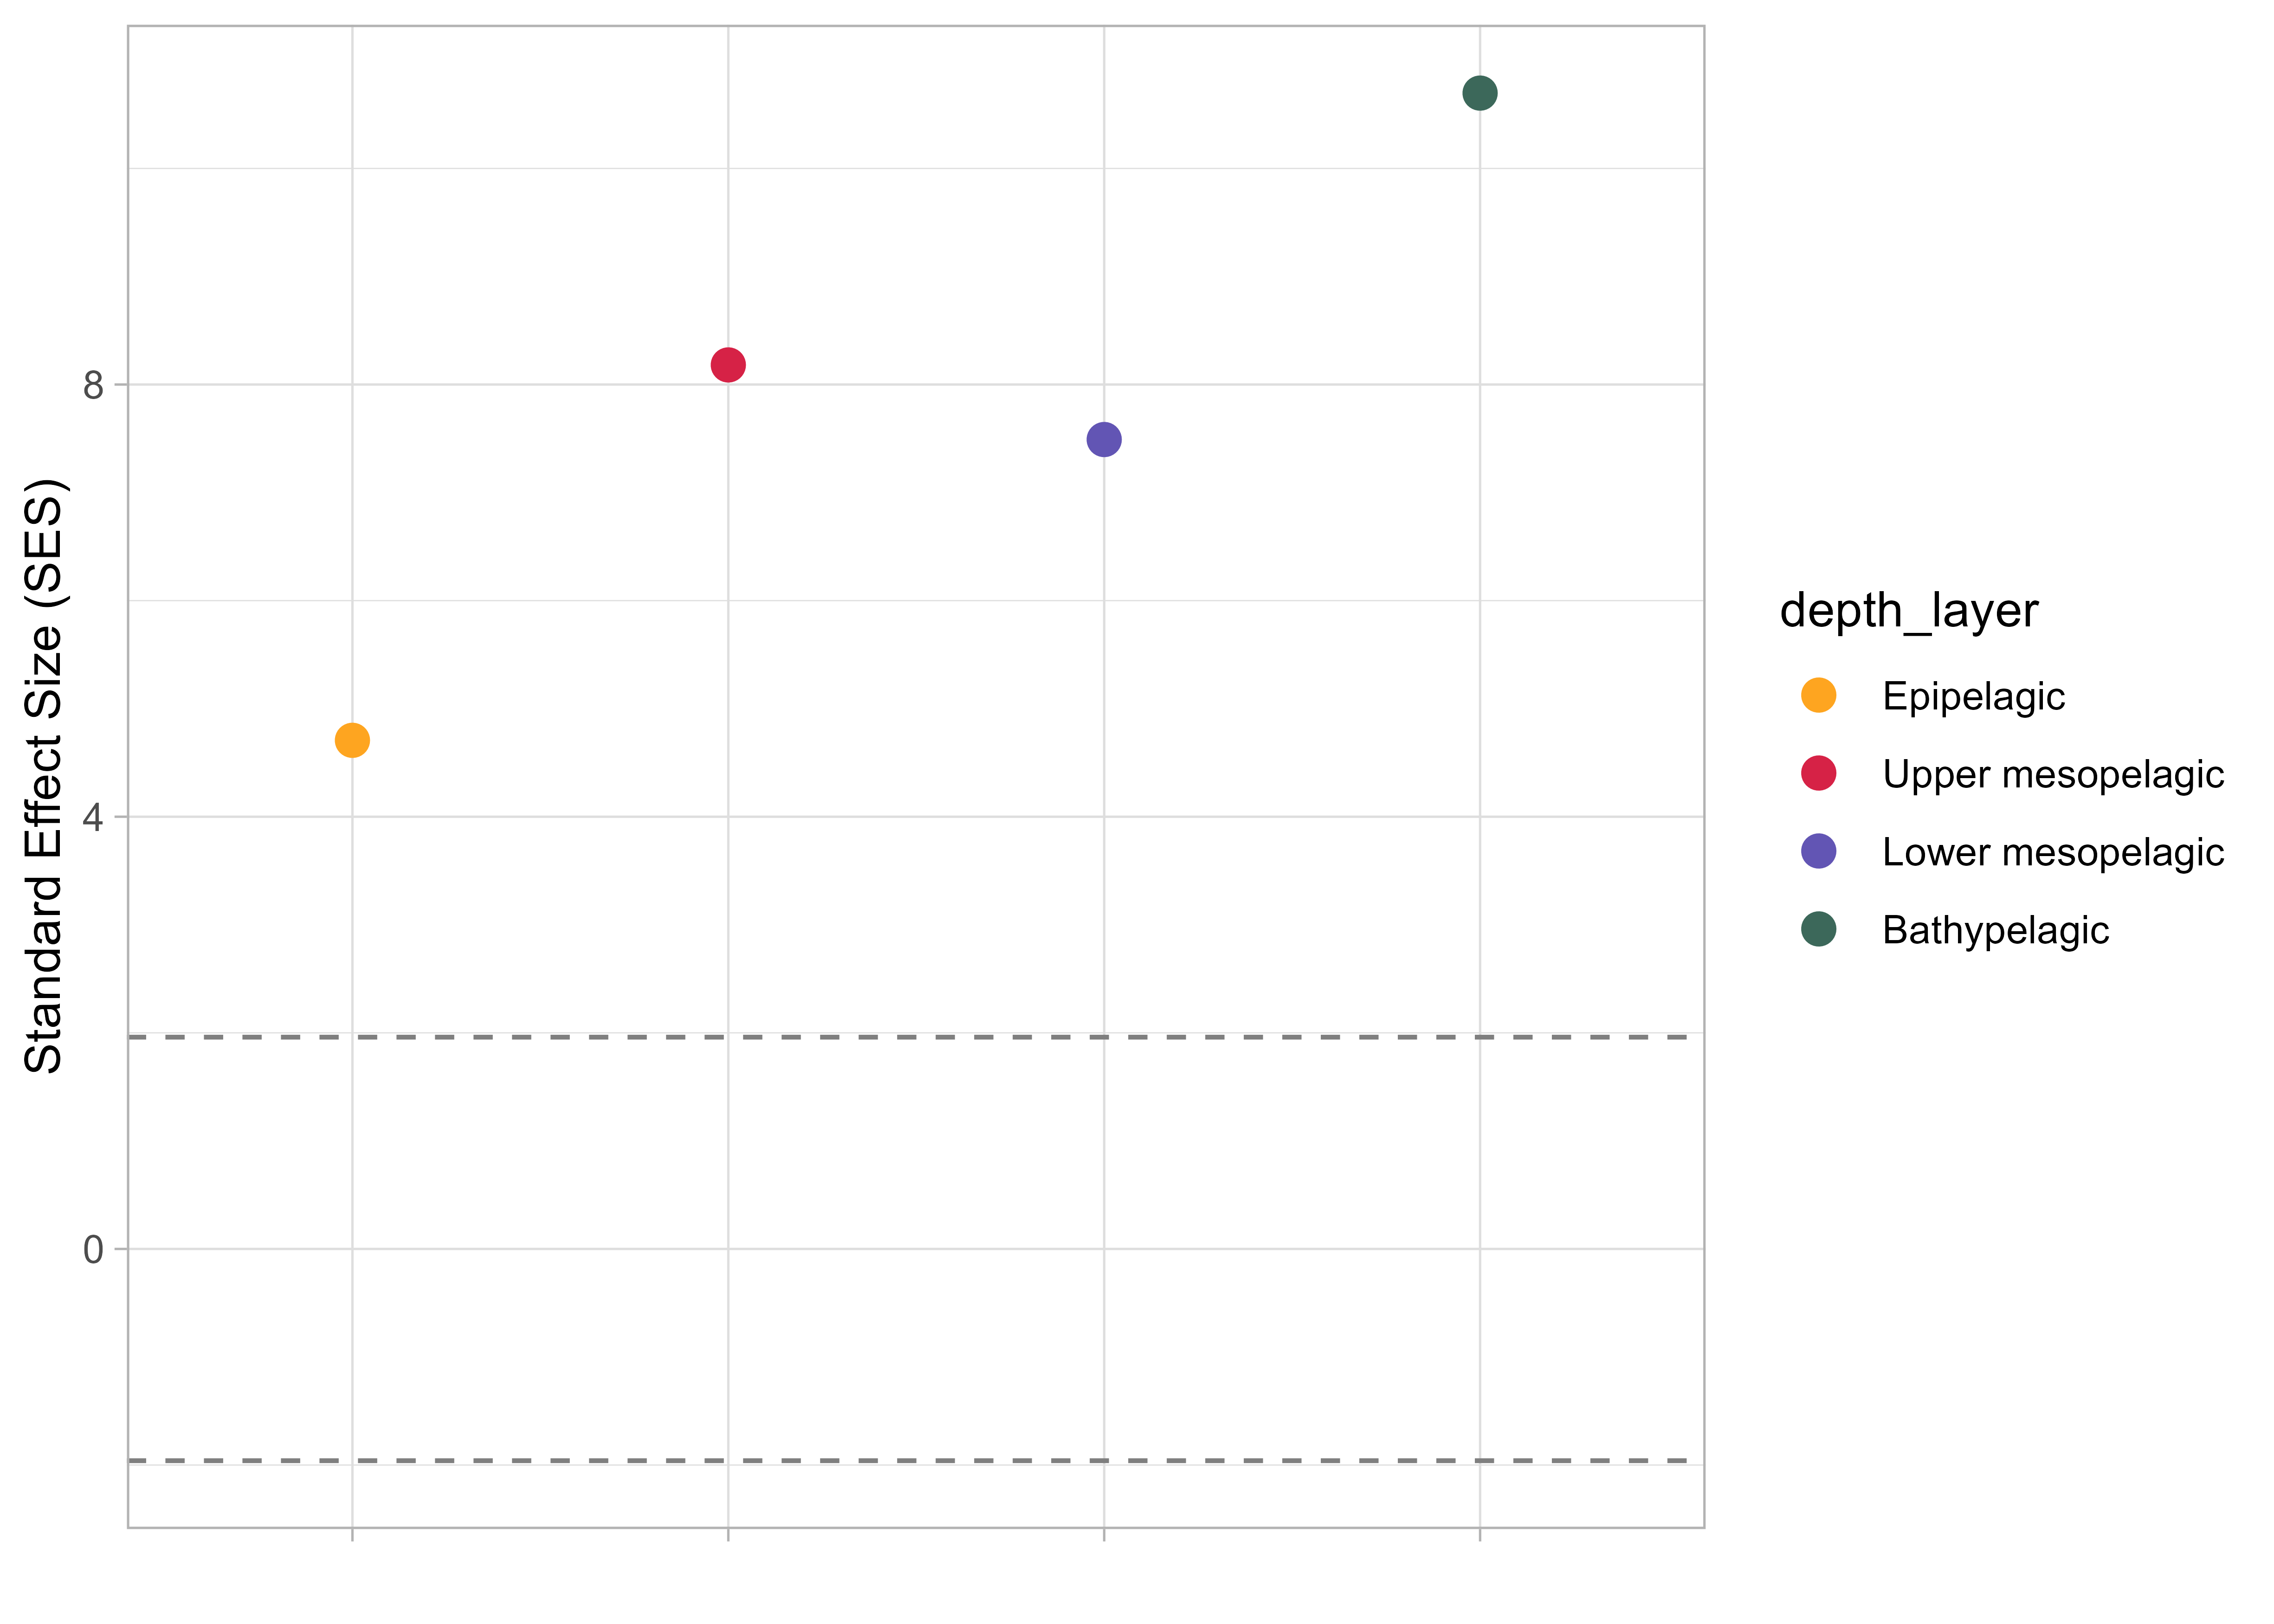 Standard Effect Size (SES)
8
4
0
depth_layer
Epipelagic
Upper mesopelagic
Lower mesopelagic
Bathypelagic